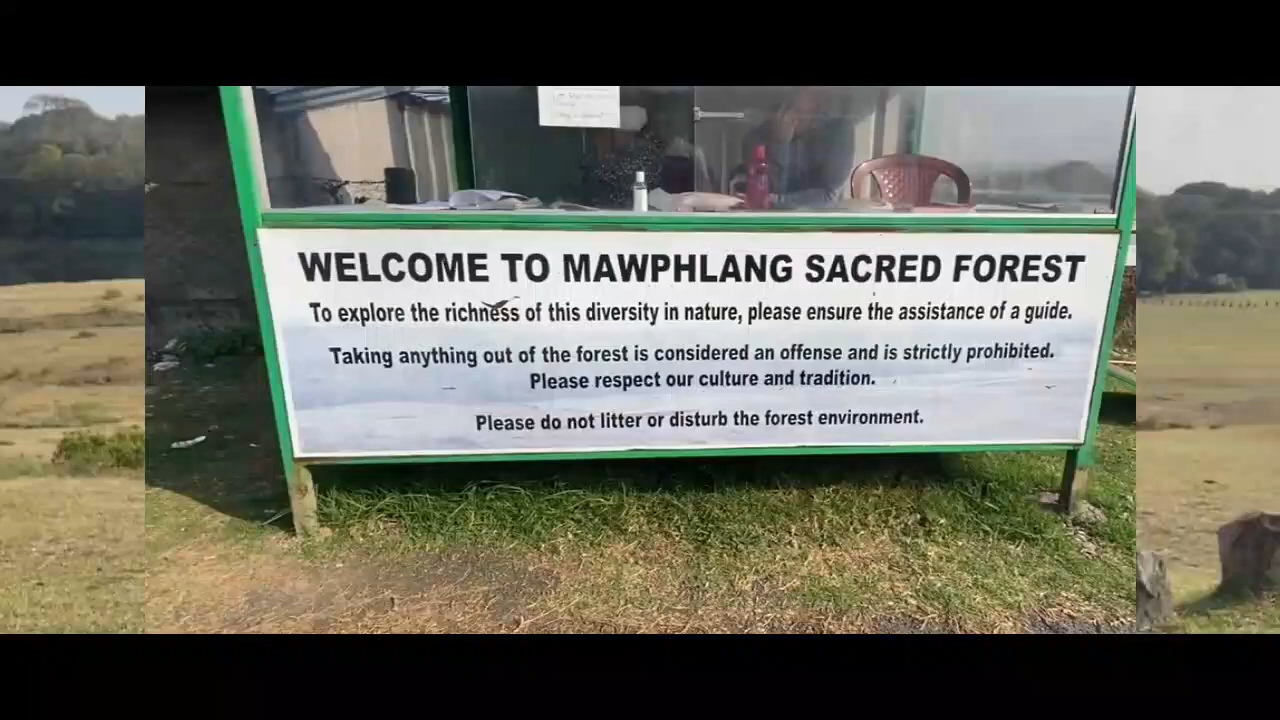 WELCOME TO MAWPHLANG SACRED FOREST
To explore the richness of this diversity in nature, please ensure the assistance of a guide.
Taking anything out of the forest is considered an offense and is strictly prohibited.
Please respect our culture and tradition.
Please do not litter or disturb the forest environment.